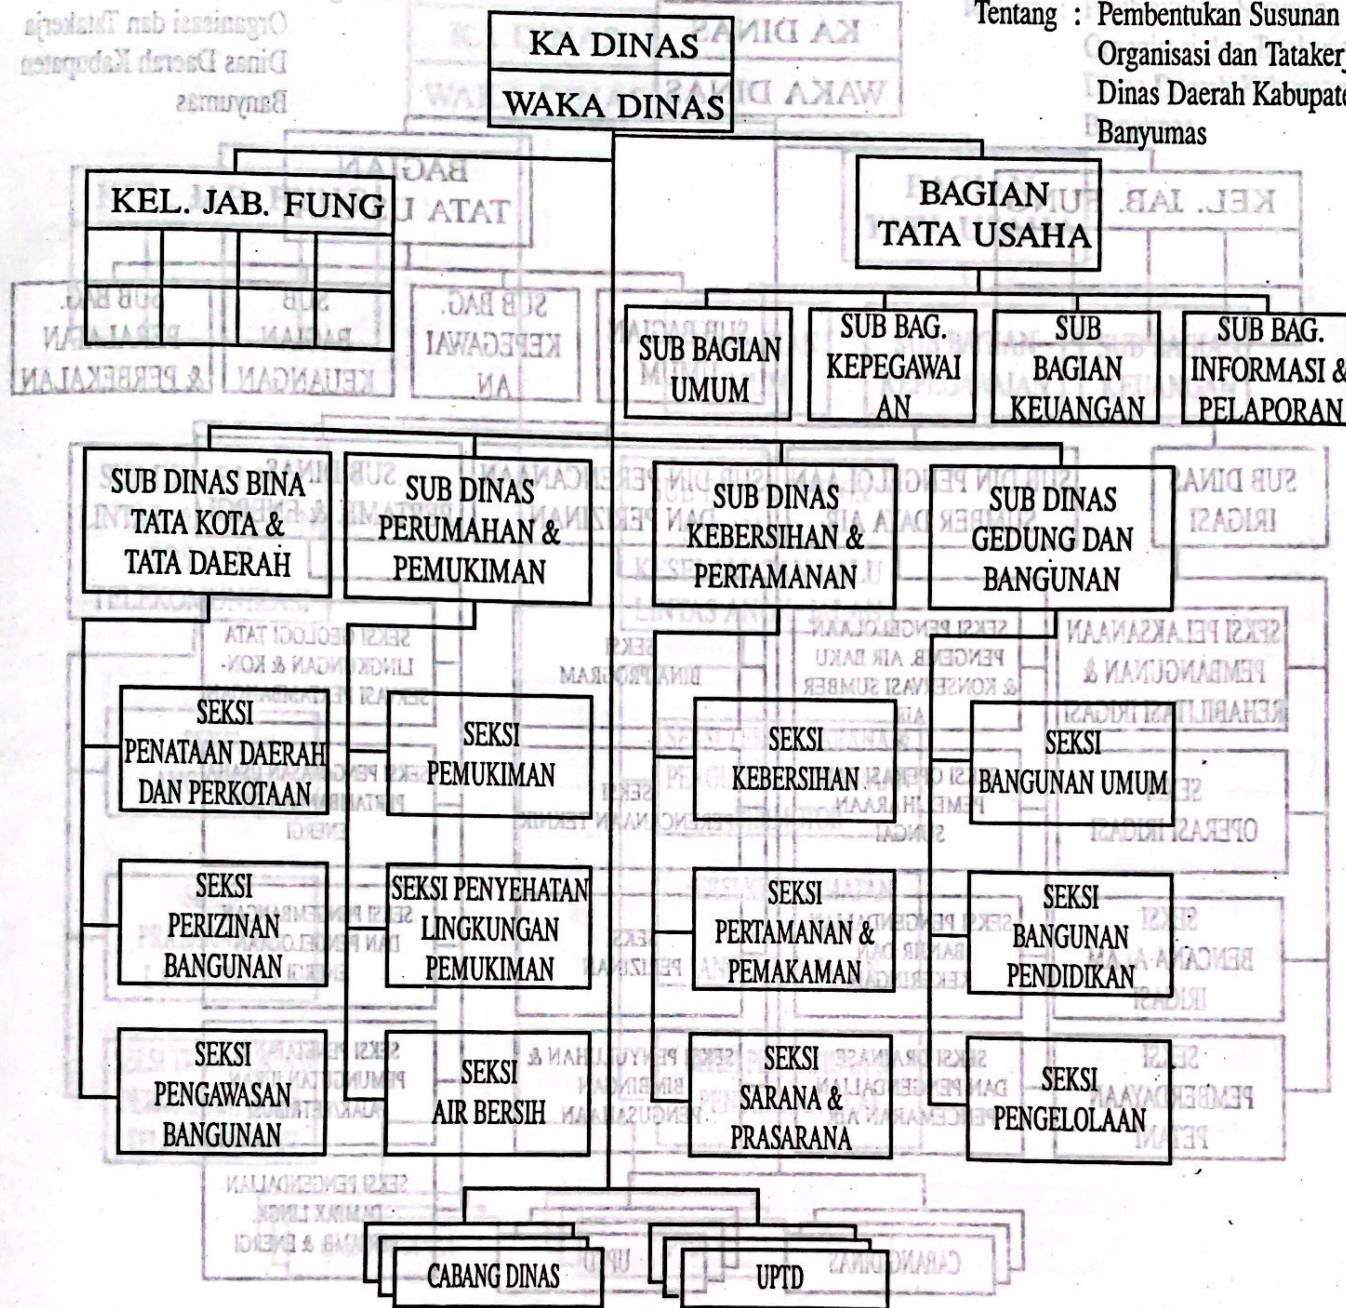 Tentang : Pembentukan Susunan
Organisasi dan Tatakerj
Dinas Daerah Kabupate
Banyumas
KA DINAS
WAKA DINAS
KEL. JAB. FUNG
BAGIAN
TATA USAHA
SUB BAGIAN
UMUM
SUB BAG.
KEPEGAWAI
AN
SUB
BAGIAN
KEUANGAN
SUB BAG.
INFORMASI &
PELAPORAN
SUB DINAS BINA
TATA KOTA &
TATA DAERAH
SUB DINAS
PERUMAHAN &
PEMUKIMAN
SUB DINAS
KEBERSIHAN &
PERTAMANAN
SUB DINAS
GEDUNG DAN
BANGUNAN
SEKSI
PENATAAN DAERAH
DAN PERKOTAAN
SEKSI
PEMUKIMAN
SEKSI
KEBERSIHAN
SEKSI
BANGUNAN UMUM
SEKSI
PERIZINAN
BANGUNAN
SEKSI PENYEHATAN
LINGKUNGAN
PEMUKIMAN
SEKSI
PERTAMANAN &
PEMAKAMAN
SEKSI
BANGUNAN
PENDIDIKAN
SEKSI
PENGAWASAN
BANGUNAN
SEKSI
AIR BERSIH
SEKSI
SARANA &
PRASARANA
SEKSI
PENGELOLAAN
CABANG DINAS
UPTD